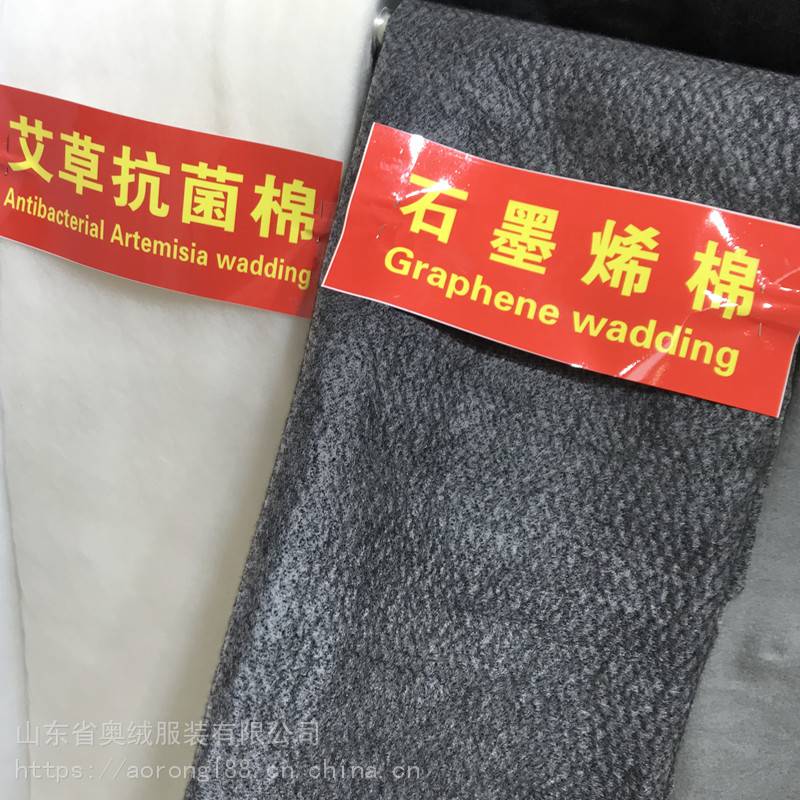 艾草抗菌棉
Antibacterial Artemisia wadding
石墨烯棉
Graphene wadding
山东省奥绒服装有限公司
https://aorong188.cn.china.cn